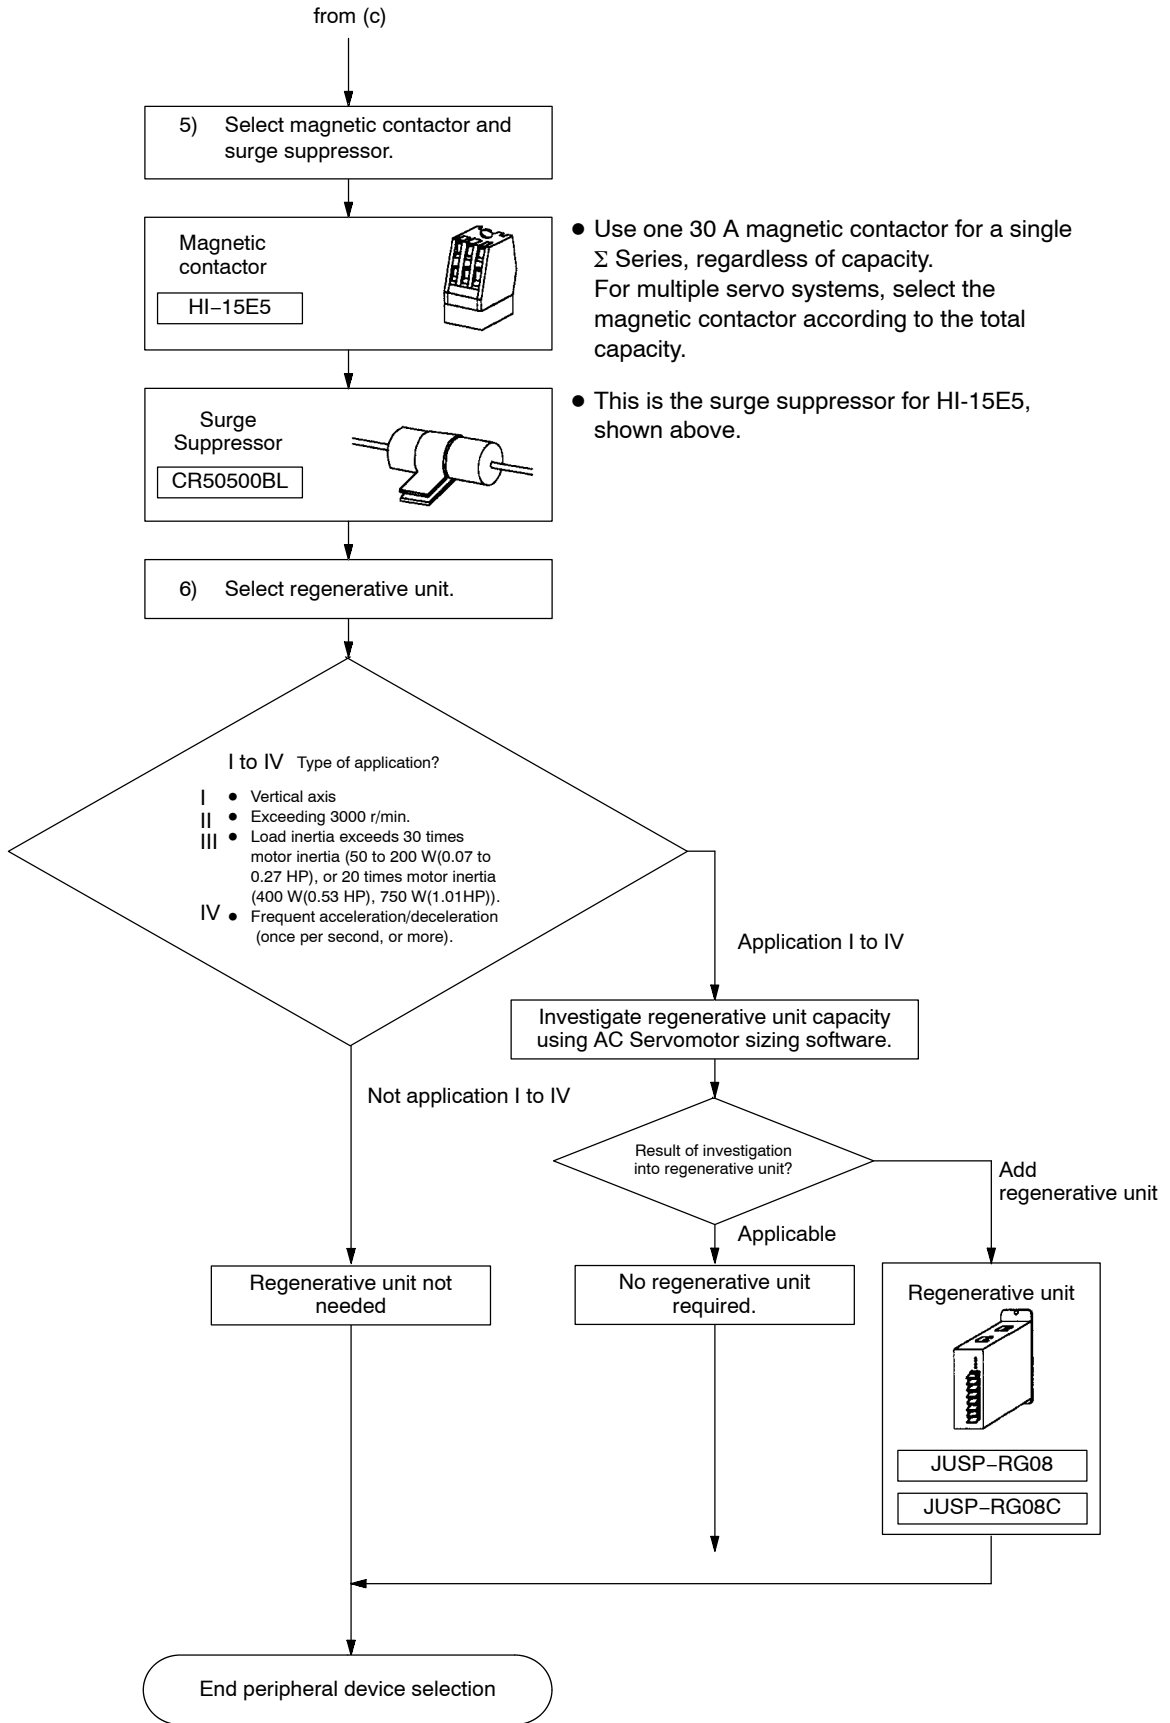 from (c)
5) Select magnetic contactor and
surge suppressor.
Magnetic
contactor
HI−15E5
● Use one 30 A magnetic contactor for a single
Σ Series, regardless of capacity.
For multiple servo systems, select the
magnetic contactor according to the total
capacity.
Surge
Suppressor
CR50500BL
● This is the surge suppressor for HI-15E5,
shown above.
6) Select regenerative unit.
I to IV Type of application?
I ● Vertical axis
II ● Exceeding 3000 r/min.
III ● Load inertia exceeds 30 times
motor inertia (50 to 200 W(0.07 to
0.27 HP), or 20 times motor inertia
(400 W(0.53 HP), 750 W(1.01HP)).
IV ● Frequent acceleration/deceleration
(once per second, or more).
Application I to IV
Investigate regenerative unit capacity
using AC Servomotor sizing software.
Not application I to IV
Result of investigation
into regenerative unit?
Add
regenerative unit
Applicable
Regenerative unit not
needed
No regenerative unit
required.
Regenerative unit
JUSP−RG08
JUSP−RG08C
End peripheral device selection